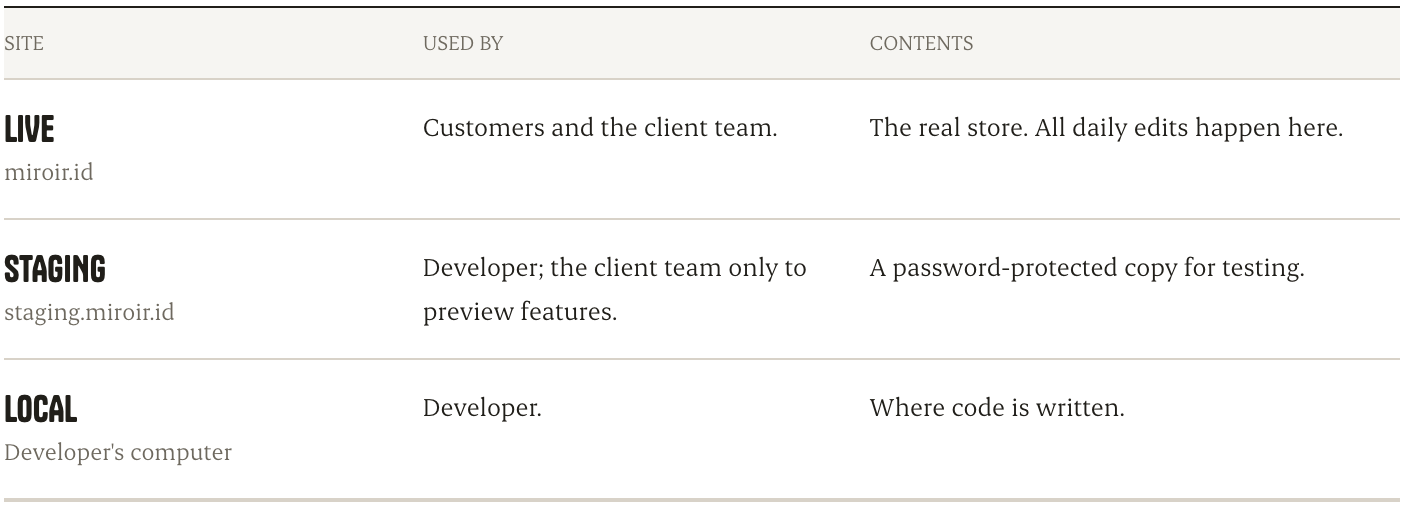 SITE USED BY CONTENTS
LIVE Customers and the client team. The real store. All daily edits happen here.
miroir.id
STAGING Developer; the client team only to A password-protected copy for testing.
staging.miroir.id preview features.
LOCAL Developer. Where code is written.
Developer's computer